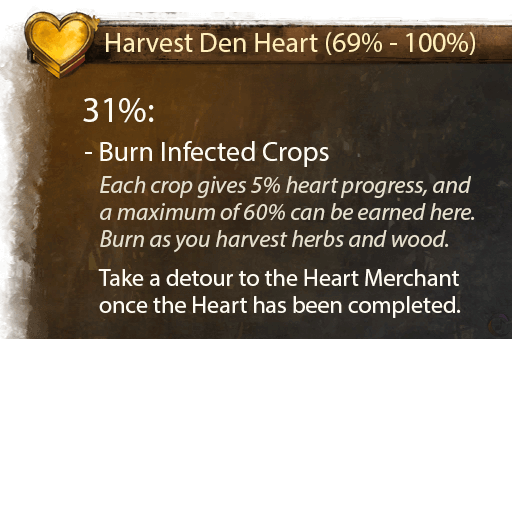 Harvest Den Heart (69% - 100%)
31%:
- Burn Infected Crops
Each crop gives 5% heart progress, and
a maximum of 60% can be earned here.
Burn as you harvest herbs and wood.
Take a detour to the Heart Merchant
once the Heart has been completed.